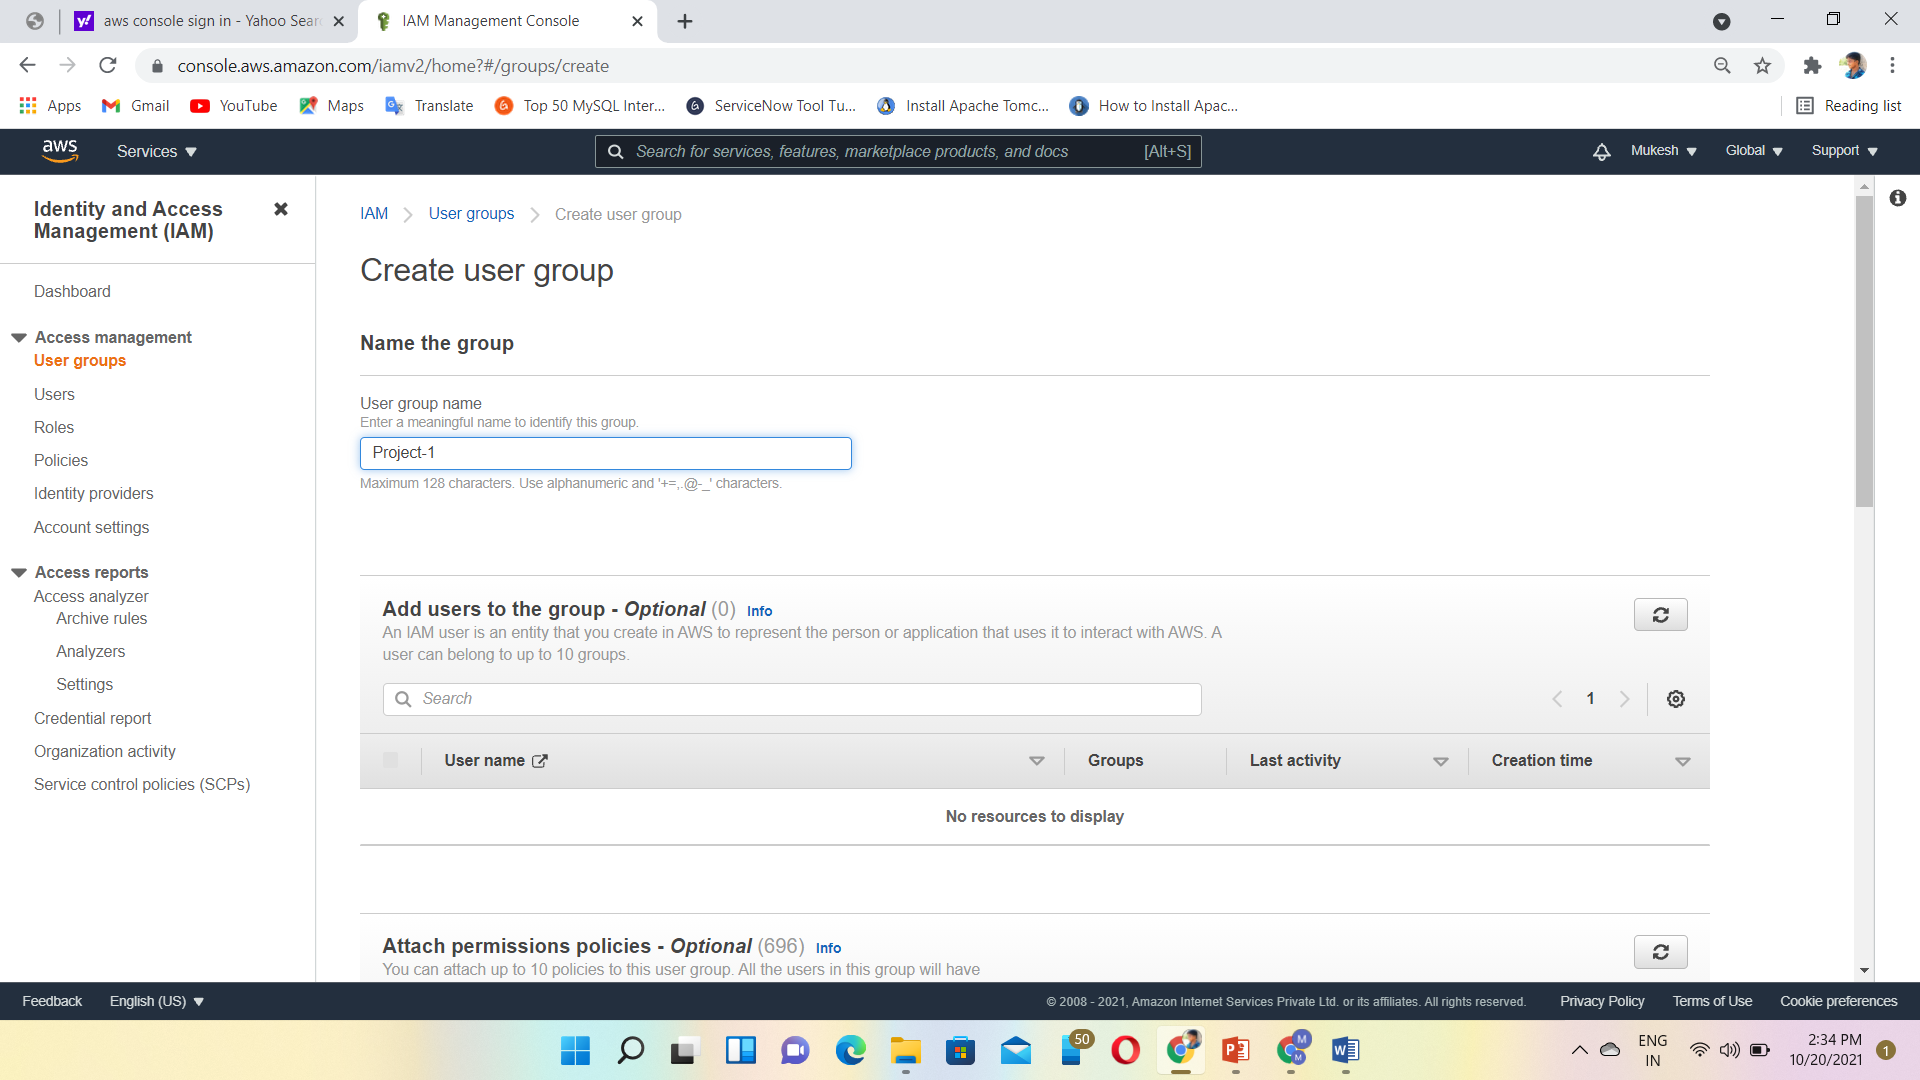 aws console sign in - Yahoo Sear
IAM Management Console
console.aws.amazon.com/iamv2/home?#/groups/create
Apps
Gmail
YouTube
Maps
Translate
Top 50 MySQL Inter...
ServiceNow Tool Tu...
Install Apache Tomc...
How to Install Apac...
Reading list
aws
Services
Search for services, features, marketplace products, and docs
[Alt+S]
Mukesh
Global
Support
Identity and Access
Management (IAM)
Dashboard
Access management
User groups
Users
Roles
Policies
Identity providers
Account settings
Access reports
Access analyzer
Archive rules
Analyzers
Settings
Credential report
Organization activity
Service control policies (SCPs)
IAM
User groups
Create user group
Create user group
Name the group
User group name
Enter a meaningful name to identify this group.
Project-1
Maximum 128 characters. Use alphanumeric and '+=,.@-_' characters.
Add users to the group - Optional (0) Info
An IAM user is an entity that you create in AWS to represent the person or application that uses it to interact with AWS. A
user can belong to up to 10 groups.
Search
1
User name
Groups
Last activity
Creation time
No resources to display
Attach permissions policies - Optional (696) Info
You can attach up to 10 policies to this user group. All the users in this group will have
Feedback
English (US)
© 2008 - 2021, Amazon Internet Services Private Ltd. or its affiliates. All rights reserved.
Privacy Policy
Terms of Use
Cookie preferences
50
M
M
ENG
IN
2:34 PM
10/20/2021
1